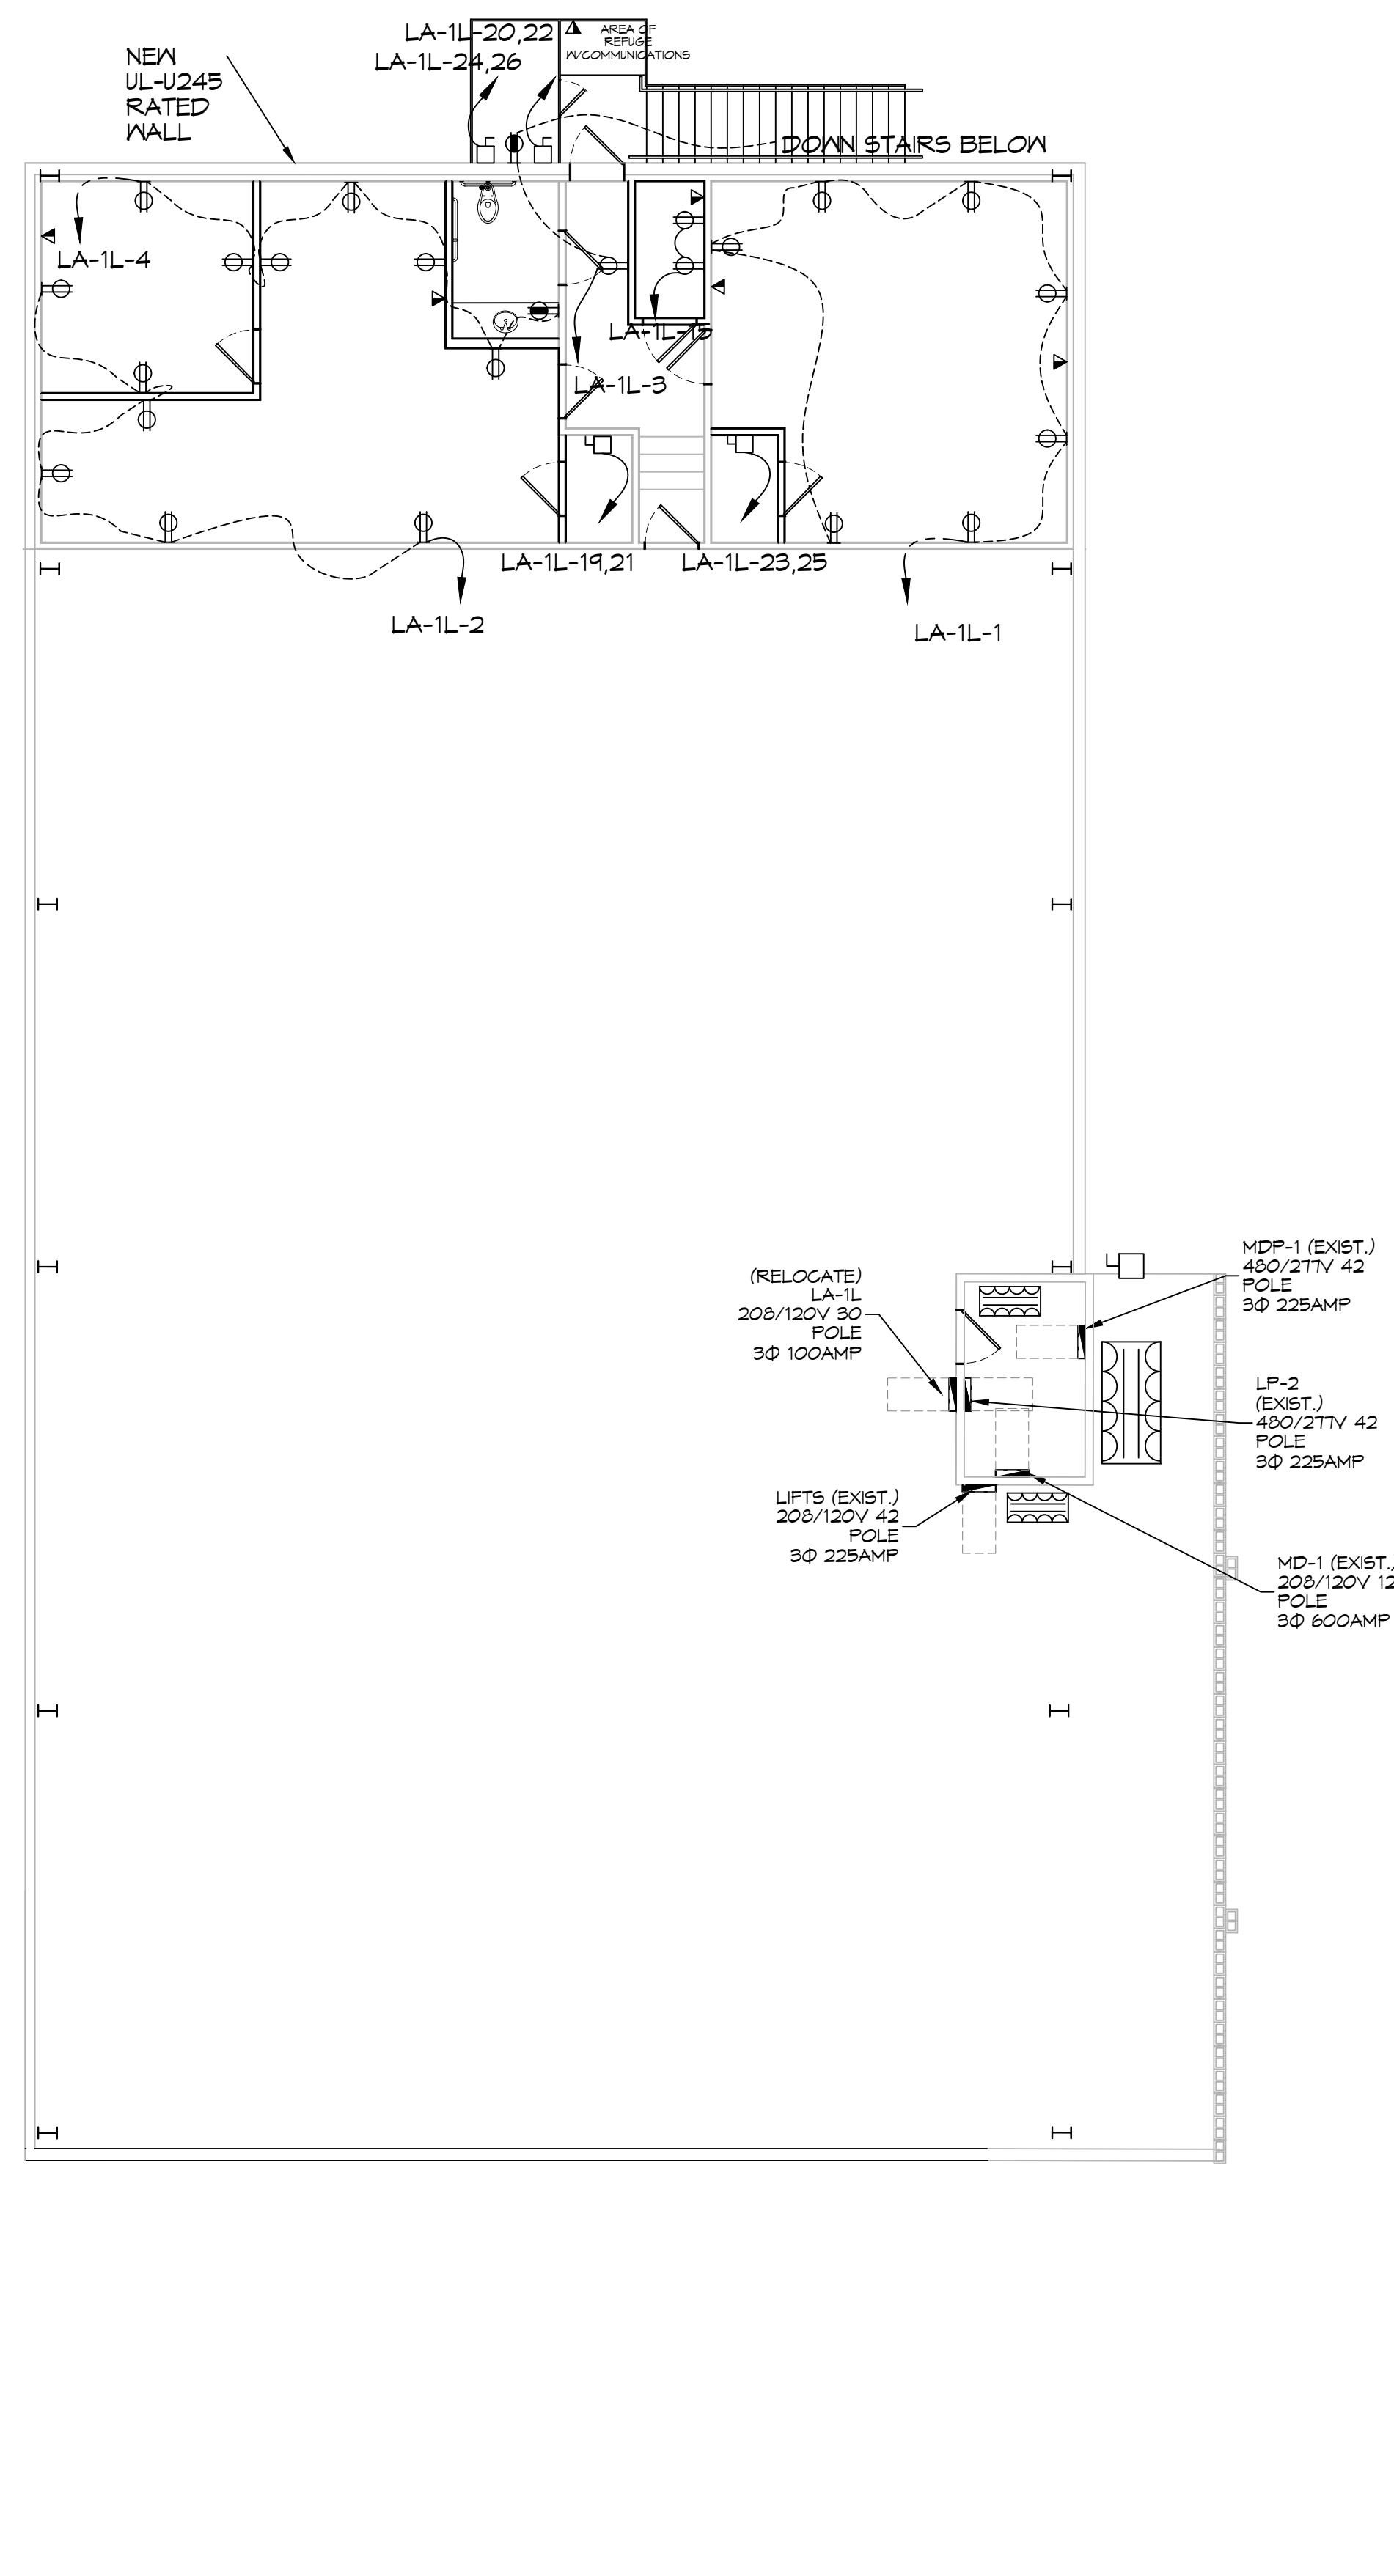 LA-1L-20,22
LA-1L-24,26
AREA OF
REFUGE
W/COMMUNICATIONS
NEW
UL-U245
RATED
WALL
DOWN STAIRS BELOW
LA-1L-4
LA-1L-15
LA-1L-3
LA-1L-19,21
LA-1L-23,25
LA-1L-2
LA-1L-1
(RELOCATE)
LA-1L
208/120V 30
POLE
3Φ 100AMP
MDP-1 (EXIST.)
480/277V 42
POLE
3Φ 225AMP
LP-2
(EXIST.)
480/277V 42
POLE
3Φ 225AMP
LIFTS (EXIST.)
208/120V 42
POLE
3Φ 225AMP
MD-1 (EXIST.)
208/120V 12
POLE
3Φ 600AMP